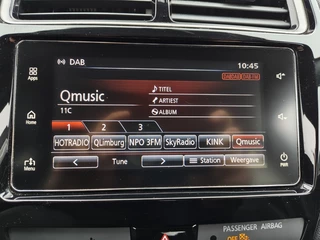 DAB
10:45
Apps
Qmusic
TITEL
11C
ARTIEST
ALBUM
Home
1 2 3
HOTRADIO QLimburg NPO 3FM SkyRadio KINK Qmusic
Menu
< Tune > Station Weergave
PWR
PASSENGER AIRBAG
OFF